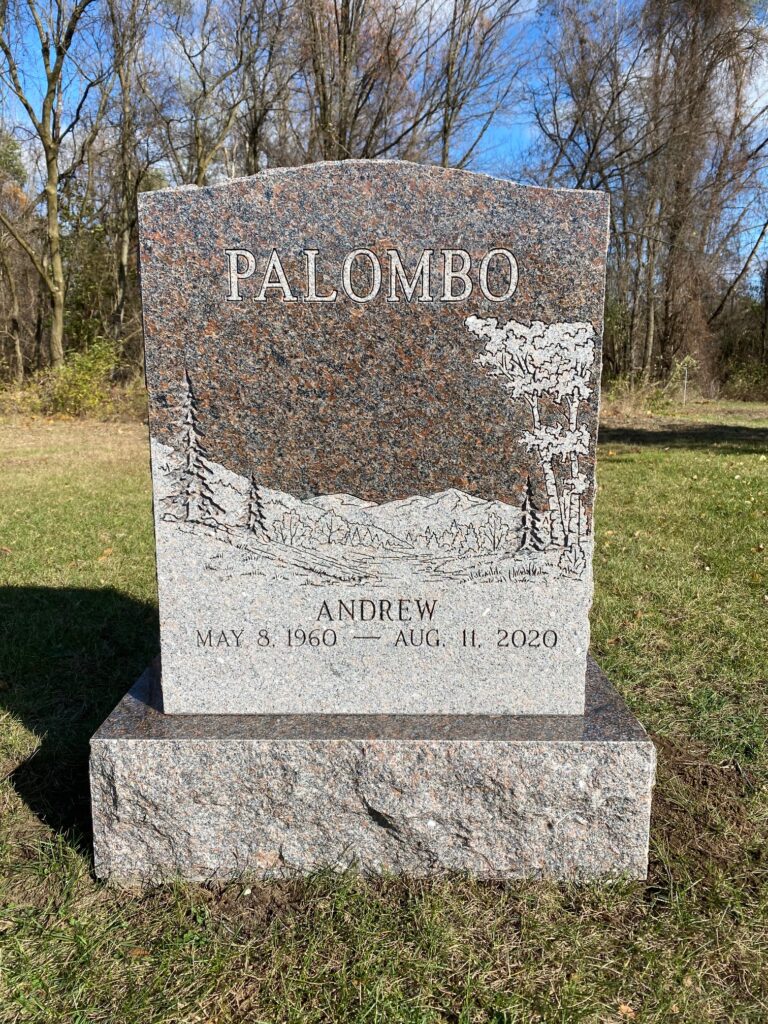 PALOMBO
ANDREW
MAY 8, 1960 — AUG. 11, 2020